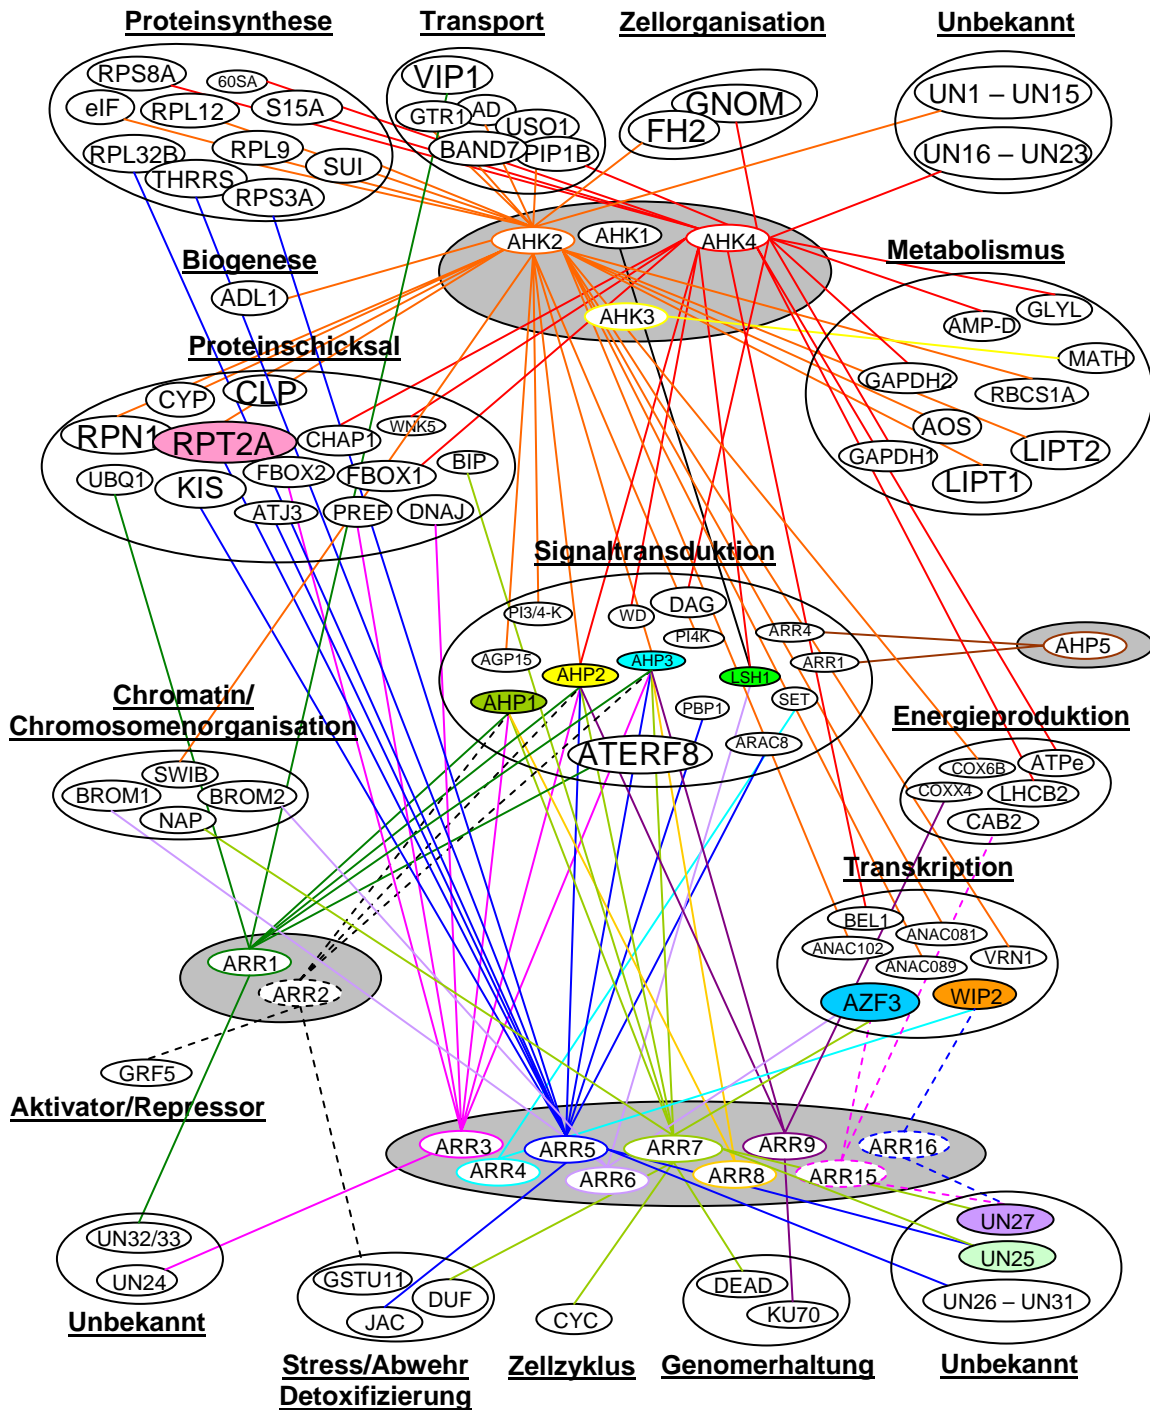 Proteinsynthese
Transport
Zellorganisation
Unbekannt
RPS8A
60SA
eIF
RPL12
S15A
RPL32B
RPL9
SUI
THRRS
RPS3A
VIP1
GTR1
AD
USO1
BAND7
PIP1B
GNOM
FH2
UN1 – UN15
UN16 – UN23
AHK2
AHK1
AHK4
AHK3
Biogenese
ADL1
Metabolismus
GLYL
AMP-D
MATH
GAPDH2
RBCS1A
AOS
GAPDH1
LIPT2
LIPT1
Proteinschicksal
CYP
CLP
RPN1
RPT2A
CHAP1
WNK5
UBQ1
KIS
FBOX2
FBOX1
BIP
ATJ3
PREF
DNAJ
Signaltransduktion
PI3/4-K
WD
DAG
PI4K
ARR4
AGP15
AHP2
AHP3
LSH1
ARR1
AHP1
PBP1
SET
ATERF8
ARAC8
AHP5
Chromatin/
Chromosomenorganisation
SWIB
BROM1
BROM2
NAP
Energieproduktion
COX6B
ATPe
COXX4
LHCB2
CAB2
Transkription
BEL1
ANAC081
ANAC102
ANAC089
VRN1
AZF3
WIP2
ARR1
ARR2
GRF5
Aktivator/Repressor
ARR3
ARR5
ARR7
ARR9
ARR16
ARR4
ARR6
ARR8
ARR15
UN32/33
UN24
Unbekannt
GSTU11
DUF
JAC
Stress/Abwehr
Detoxifizierung
CYC
Zellzyklus
DEAD
KU70
Genomerhaltung
UN27
UN25
UN26 – UN31
Unbekannt